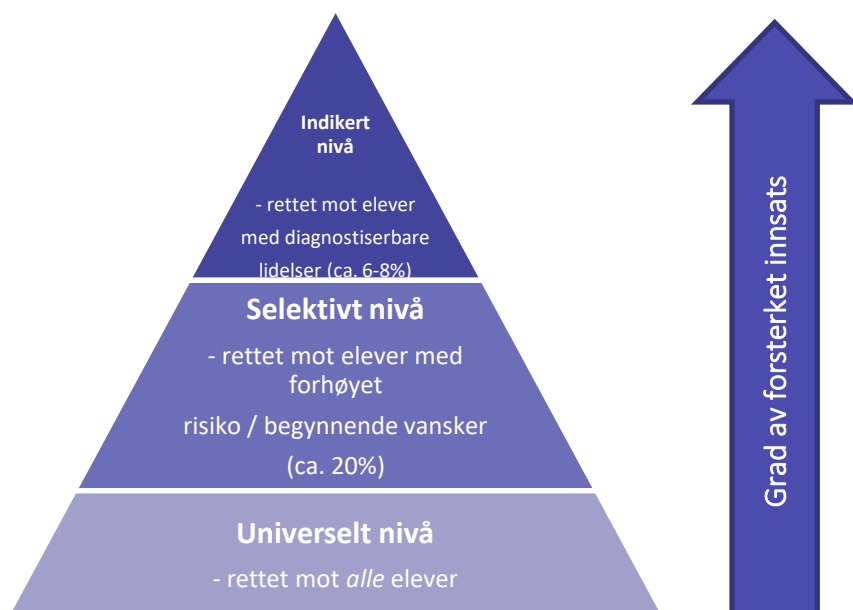 Indikert
nivå
- rettet mot elever
med diagnostiserbare
lidelser (ca. 6-8%)
Selektivt nivå
- rettet mot elever med
forhøyet
risiko / begynnende vansker
(ca. 20%)
Universelt nivå
- rettet mot alle elever
Grad av forsterket innsats